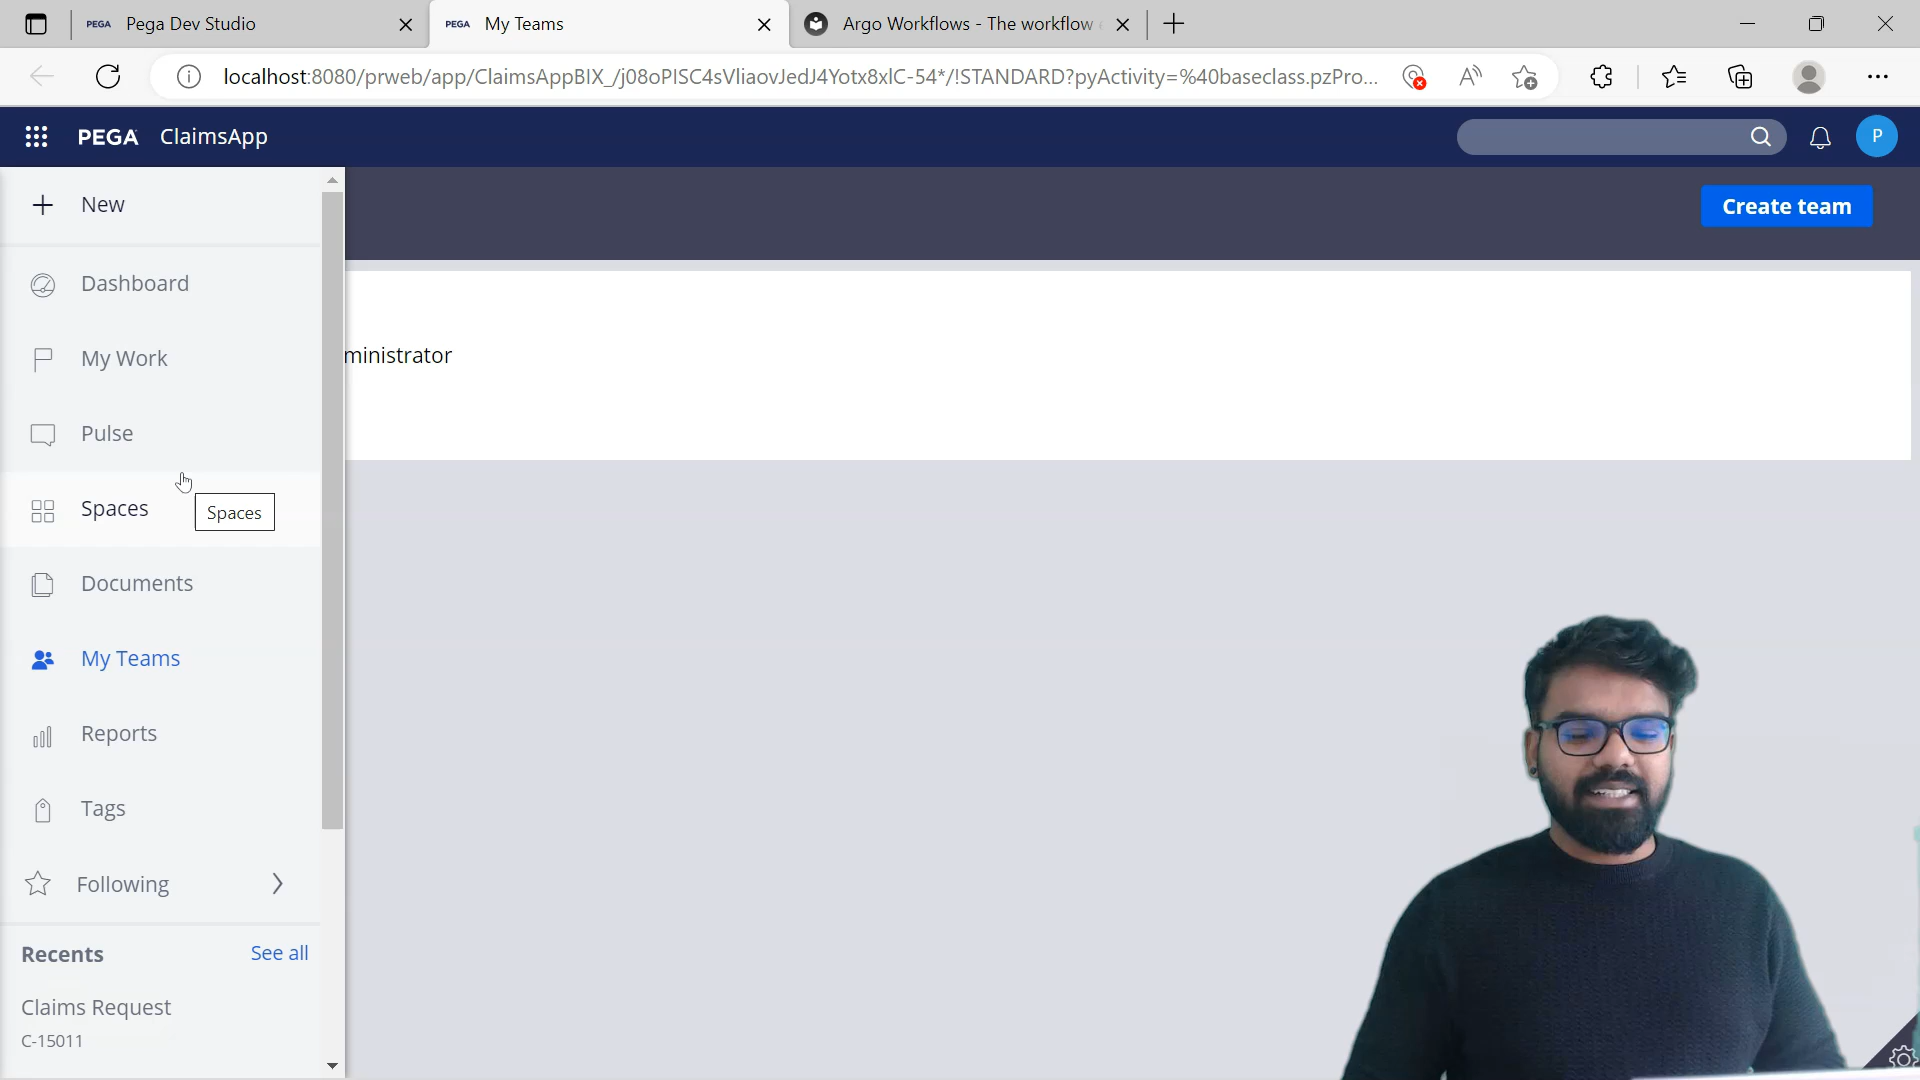 PEGA Pega Dev Studio
PEGA My Teams
Argo Workflows - The workflow
localhost:8080/prweb/app/ClaimsAppBIX_/j08oPISC4sVliaovJedJ4Yotx8xlC-54*/!STANDARD?pyActivity=%40baseclass.pzPro...
PEGA ClaimsApp
P
New
Create team
Dashboard
ministrator
My Work
Pulse
Spaces
Spaces
Documents
My Teams
Reports
Tags
Following
Recents See all
Claims Request
C-15011